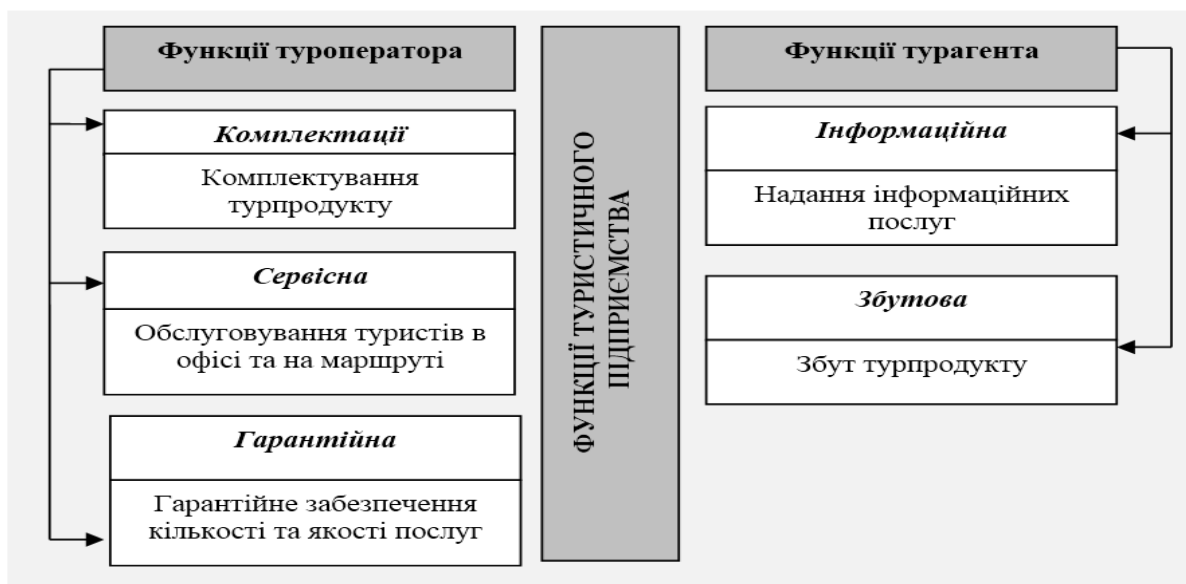 Функції туроператора
Комплектації
Комплектування
турпродукту
Сервісна
Обслуговування туристів в
офісі та на маршруті
Гарантійна
Гарантійне забезпечення
кількості та якості послуг
ФУНКЦІЇ ТУРИСТИЧНОГО
ПІДПРИЄМСТВА
Функції турагента
Інформаційна
Надання інформаційних
послуг
Збутова
Збут турпродукту